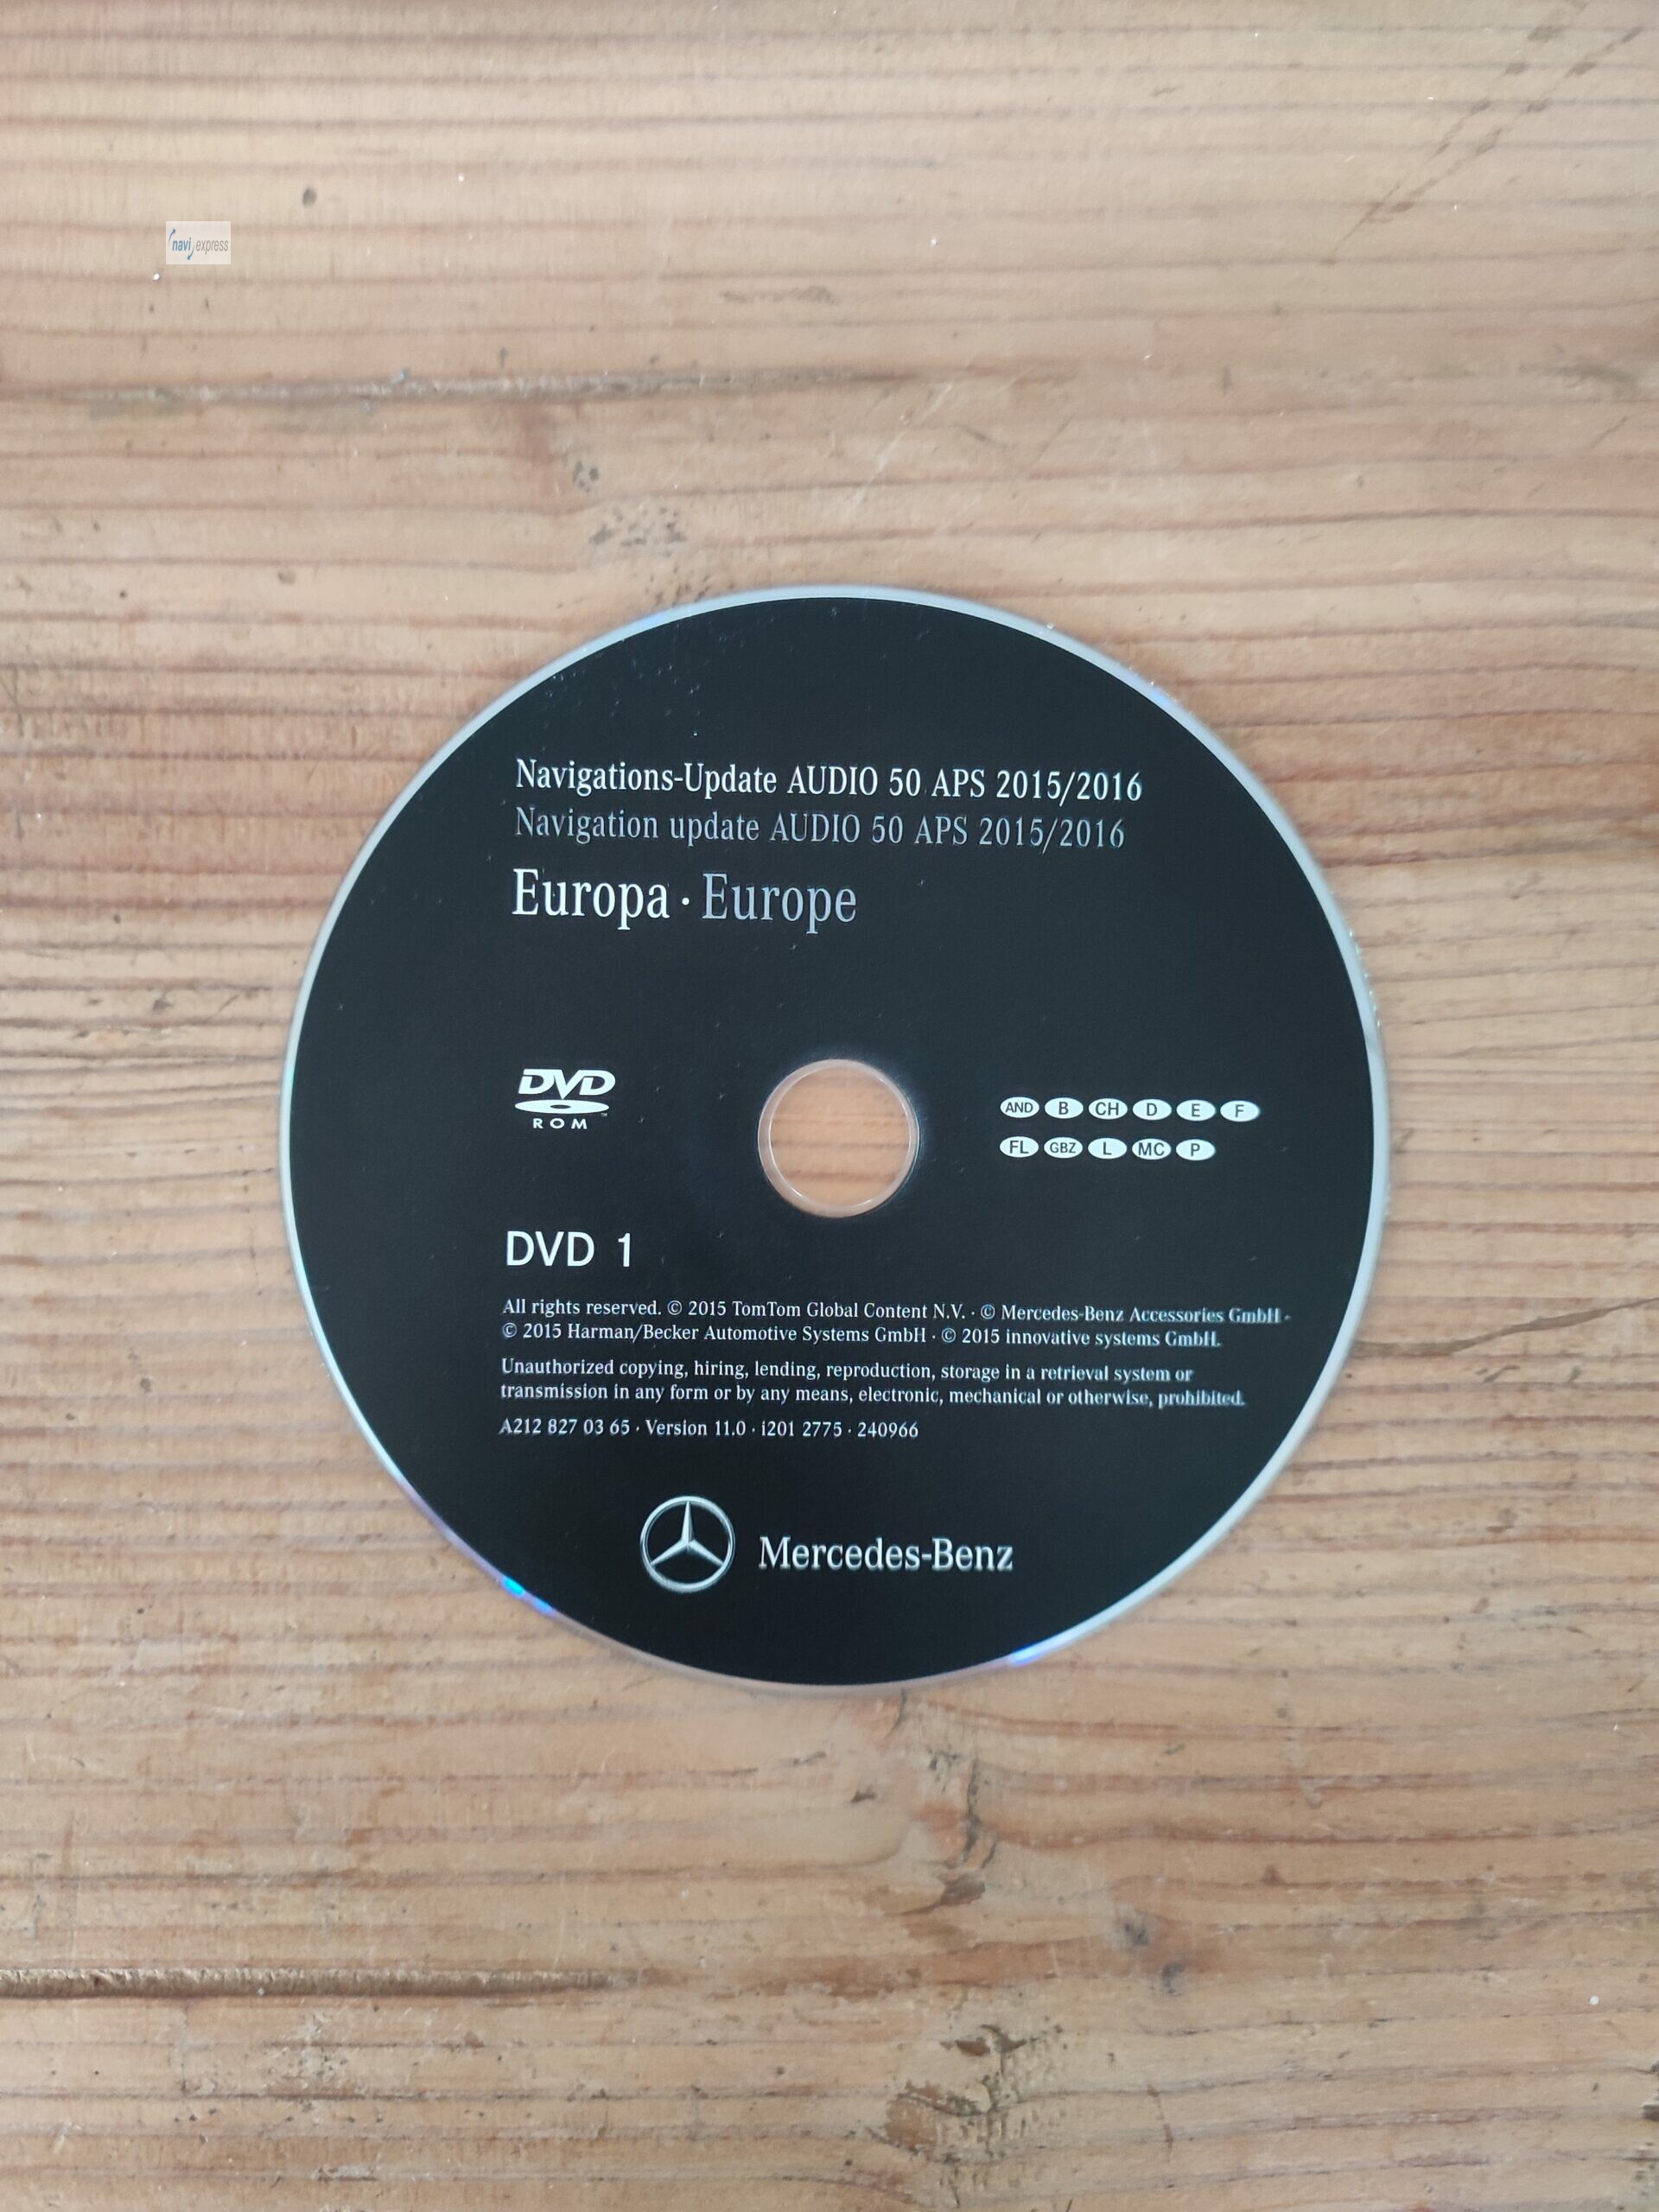 navi express
Navigations-Update AUDIO 50 APS 2015/2016
Navigation update AUDIO 50 APS 2015/2016
Europa · Europe
DVD
ROM
AND B CH D E F
FL GBZ L MC P
DVD 1
All rights reserved. © 2015 TomTom Global Content N.V. · © Mercedes-Benz Accessories GmbH ·
© 2015 Harman/Becker Automotive Systems GmbH · © 2015 innovative systems GmbH.
Unauthorized copying, hiring, lending, reproduction, storage in a retrieval system or
transmission in any form or by any means, electronic, mechanical or otherwise, prohibited.
A212 827 03 65 · Version 11.0 · i201 2775 · 240966
Mercedes-Benz